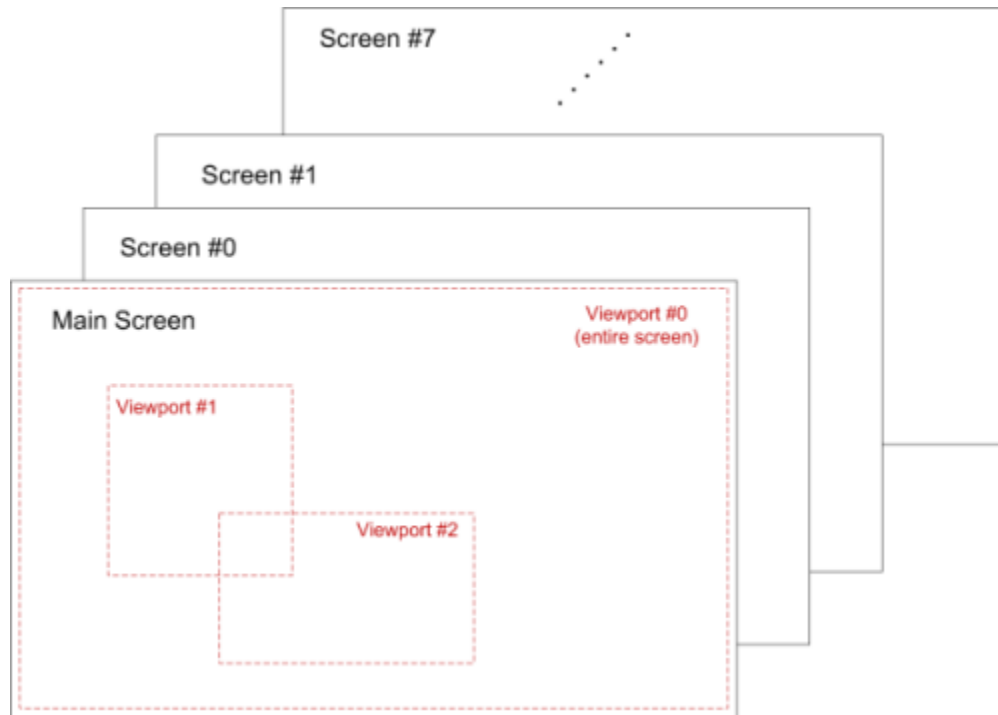 Screen #7
Screen #1
Screen #0
Main Screen
Viewport #0
(entire screen)
Viewport #1
Viewport #2